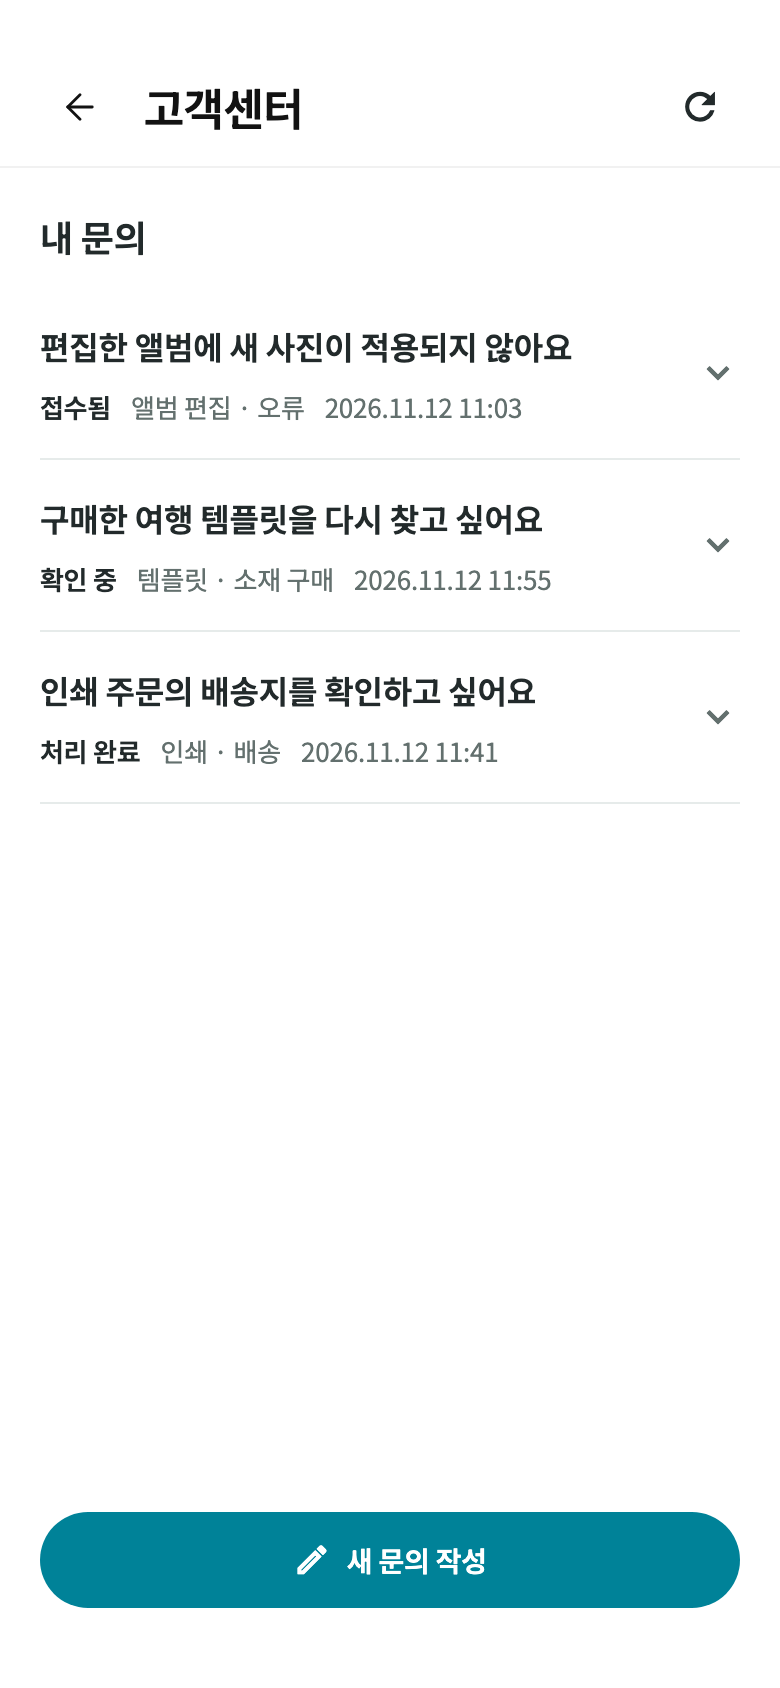 고객센터
내 문의
편집한 앨범에 새 사진이 적용되지 않아요
접수됨 앨범 편집 · 오류 2026.11.12 11:03
구매한 여행 템플릿을 다시 찾고 싶어요
확인 중 템플릿 · 소재 구매 2026.11.12 11:55
인쇄 주문의 배송지를 확인하고 싶어요
처리 완료 인쇄 · 배송 2026.11.12 11:41
새 문의 작성